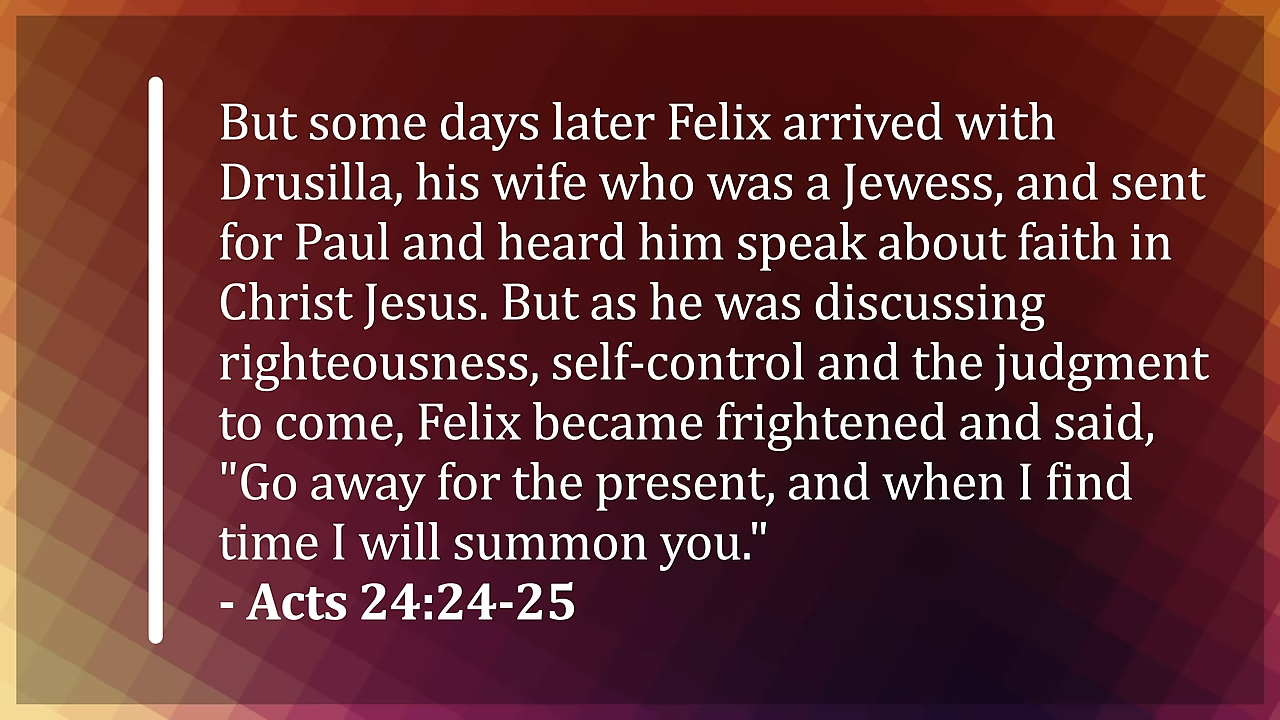 But some days later Felix arrived with
Drusilla, his wife who was a Jewess, and sent
for Paul and heard him speak about faith in
Christ Jesus. But as he was discussing
righteousness, self-control and the judgment
to come, Felix became frightened and said,
"Go away for the present, and when I find
time I will summon you."
- Acts 24:24-25